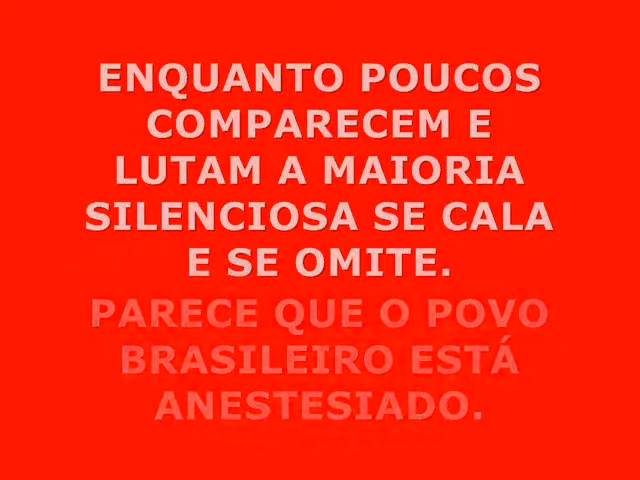 ENQUANTO POUCOS
COMPARECEM E
LUTAM A MAIORIA
SILENCIOSA SE CALA
E SE OMITE.
PARECE QUE O POVO
BRASILEIRO ESTÁ
ANESTESIADO.